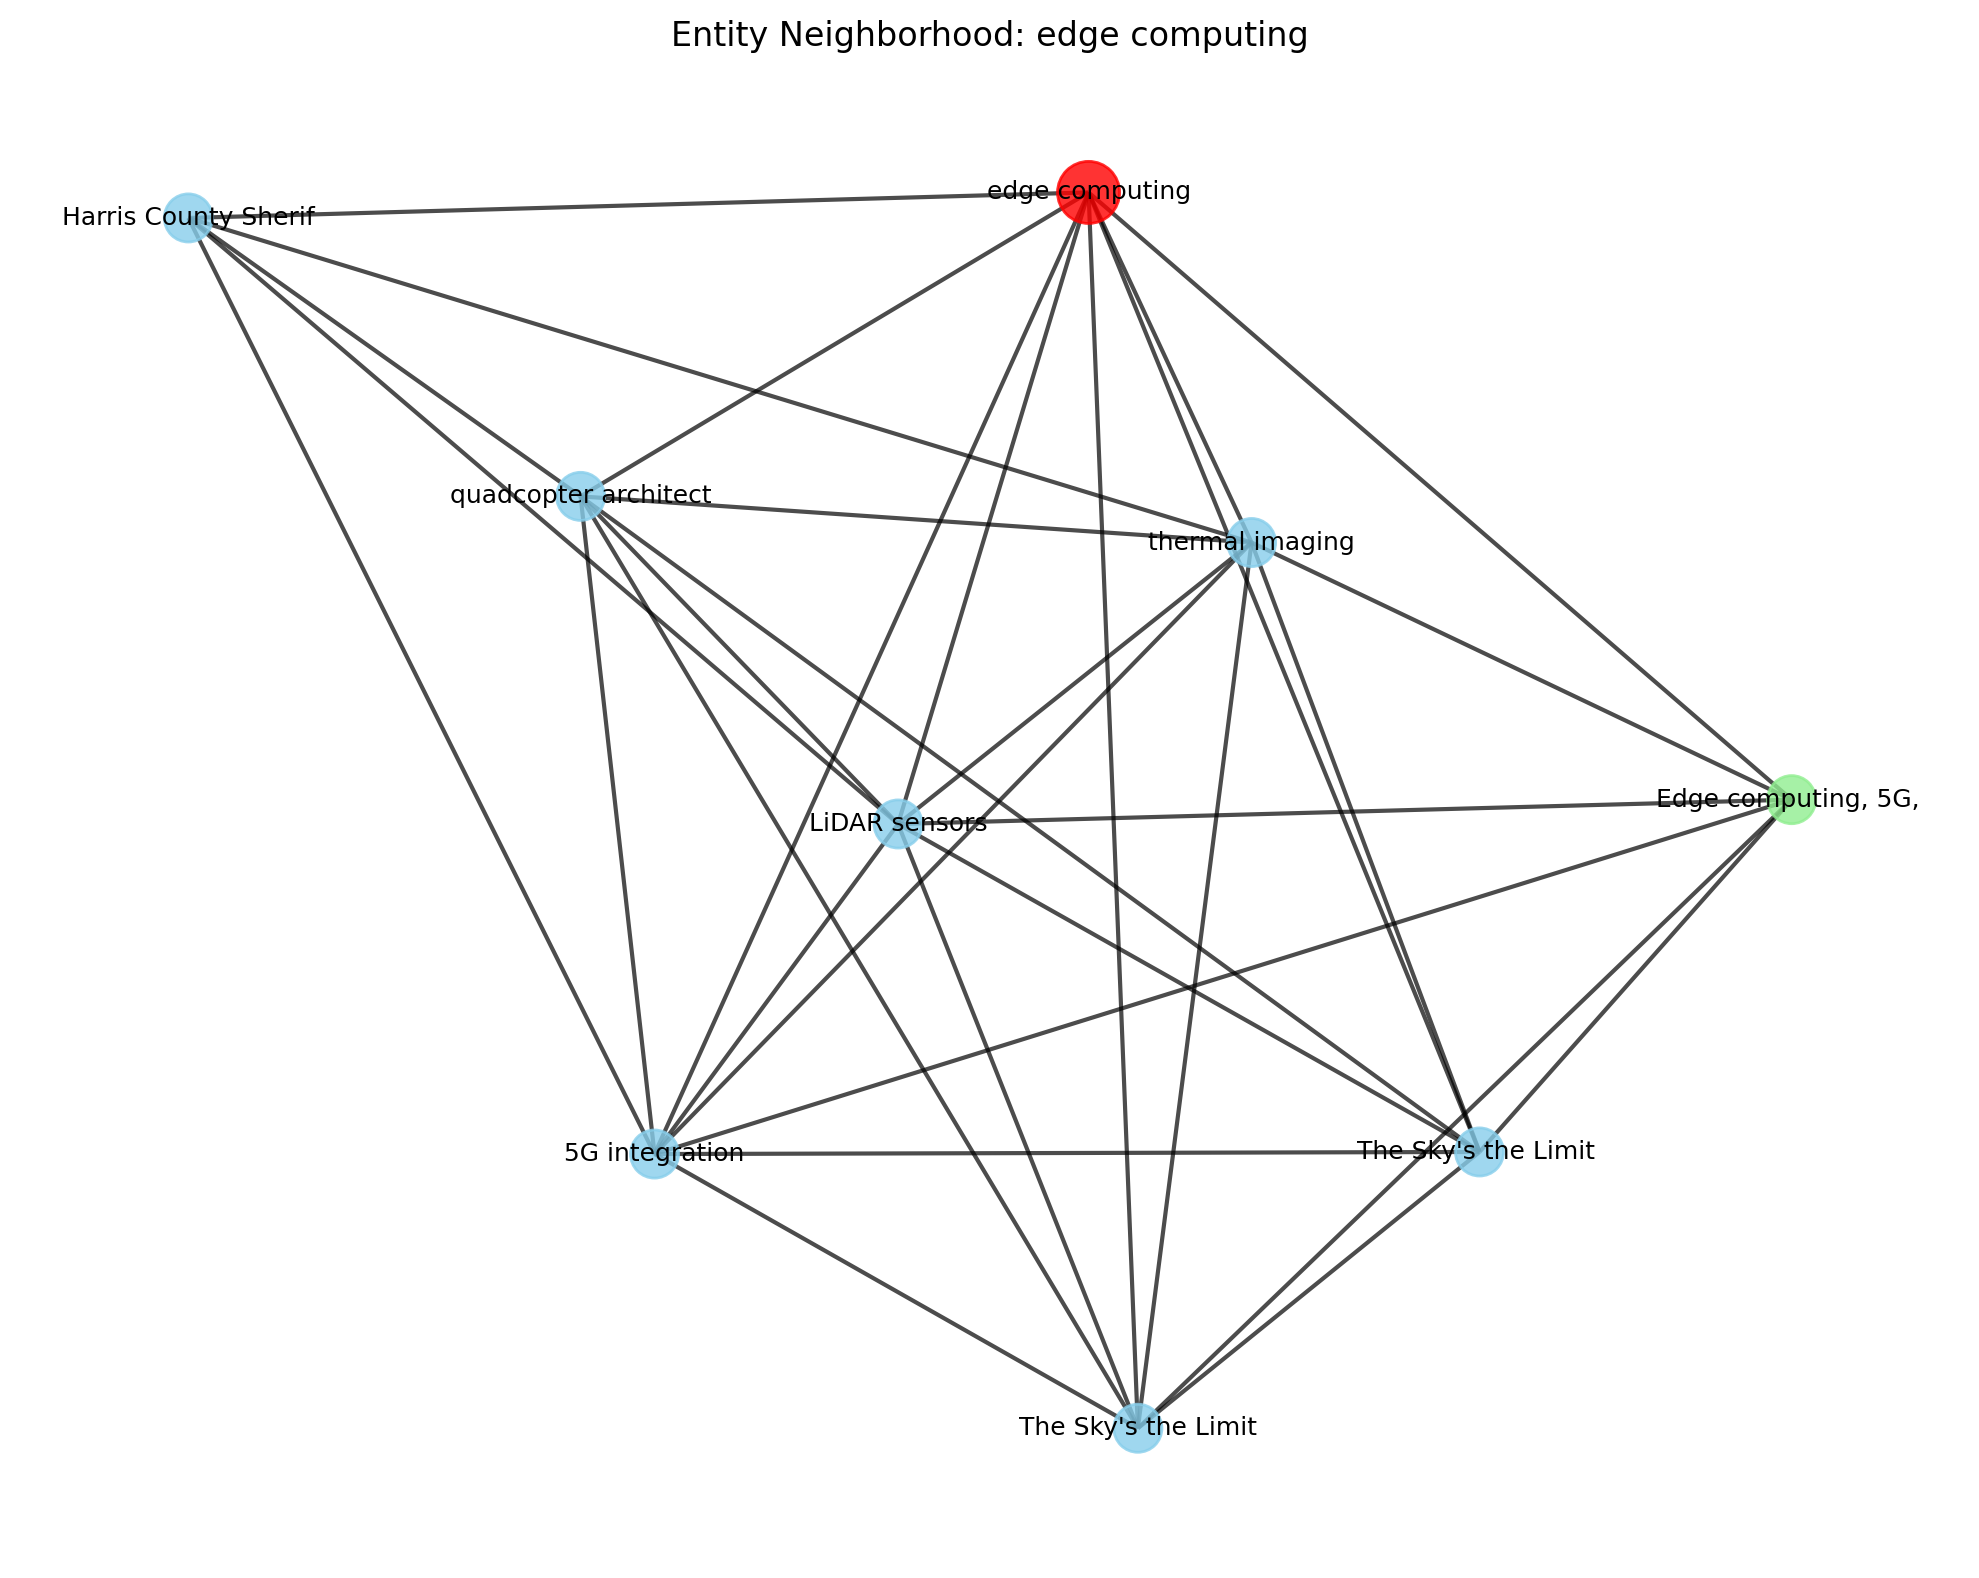 Entity Neighborhood: edge computing
edge computing
Harris County Sherif
quadcopter architect
thermal imaging
Edge computing, 5G,
LiDAR sensors
5G integration
The Sky's the Limit
The Sky's the Limit